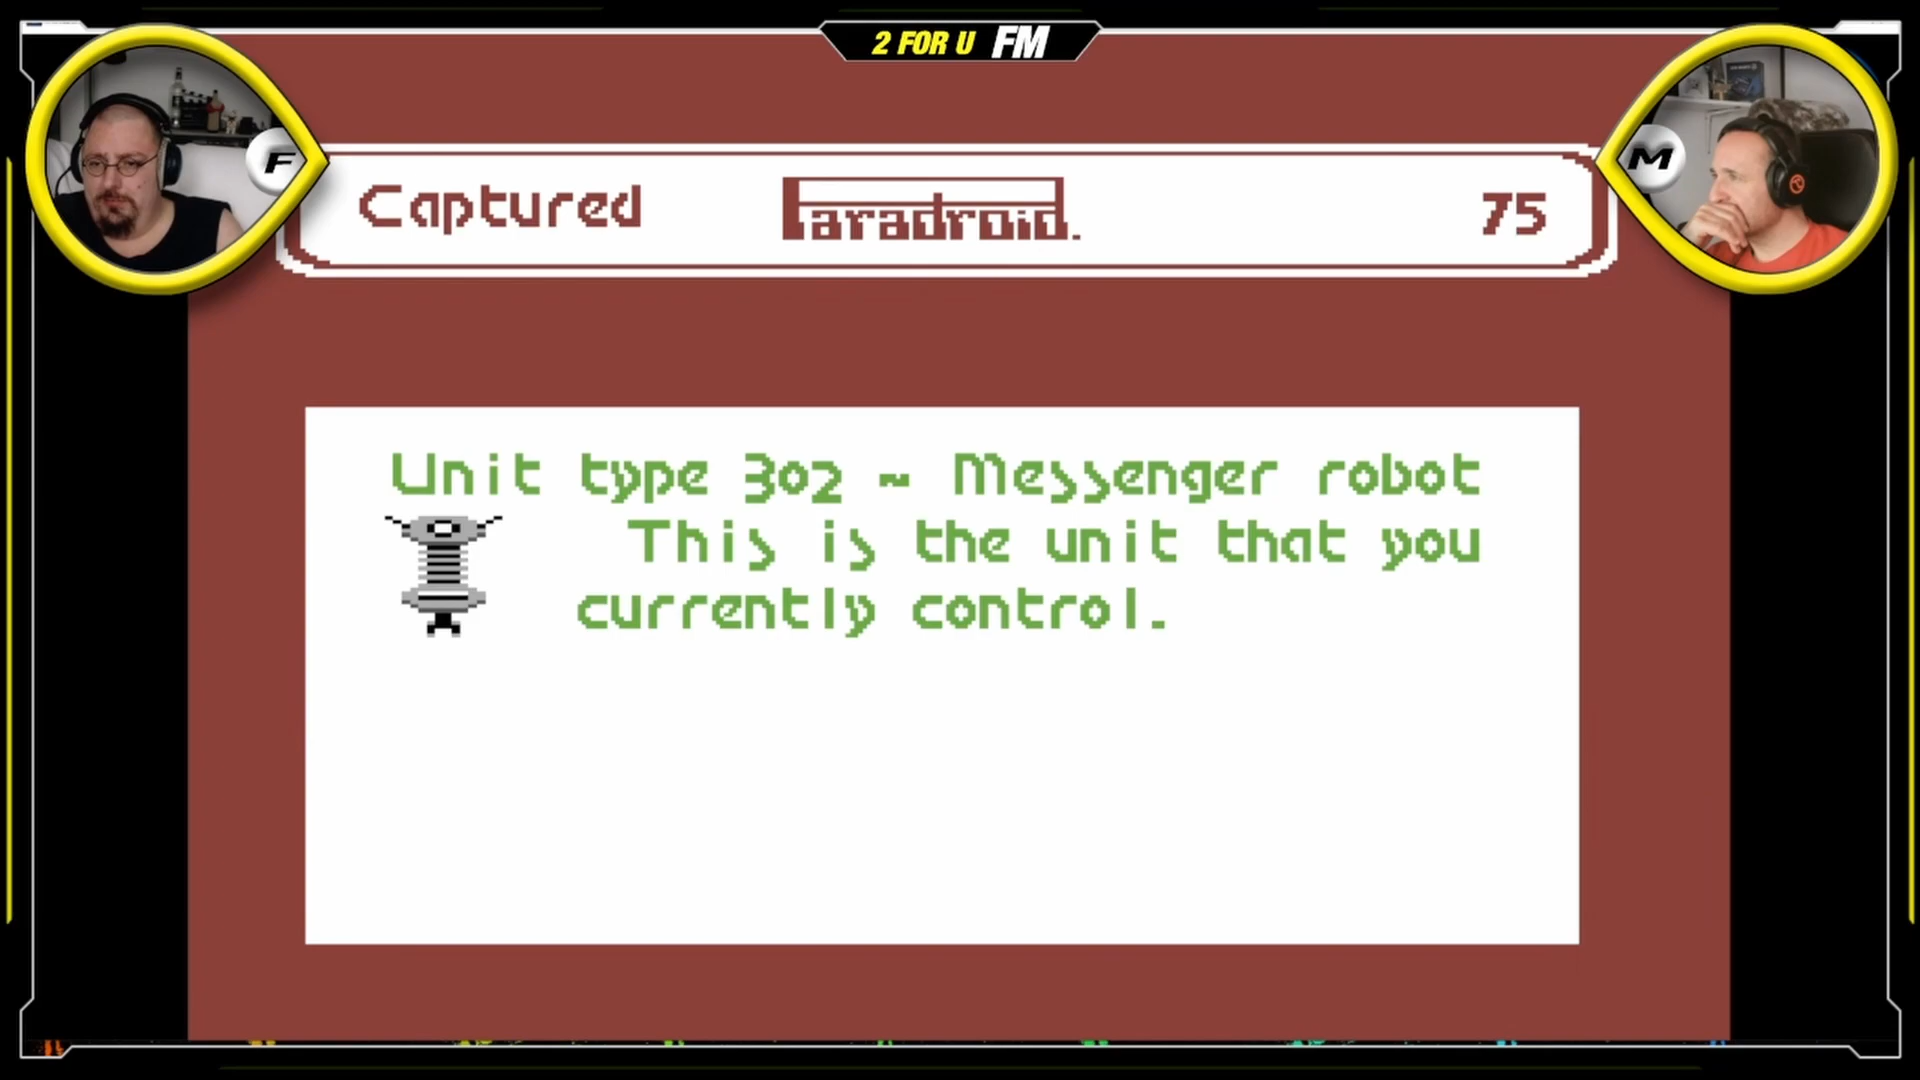 2 FOR U FM
F
M
Captured
Paradroid.
75
Unit type 302 ~ Messenger robot
This is the unit that you
currently control.